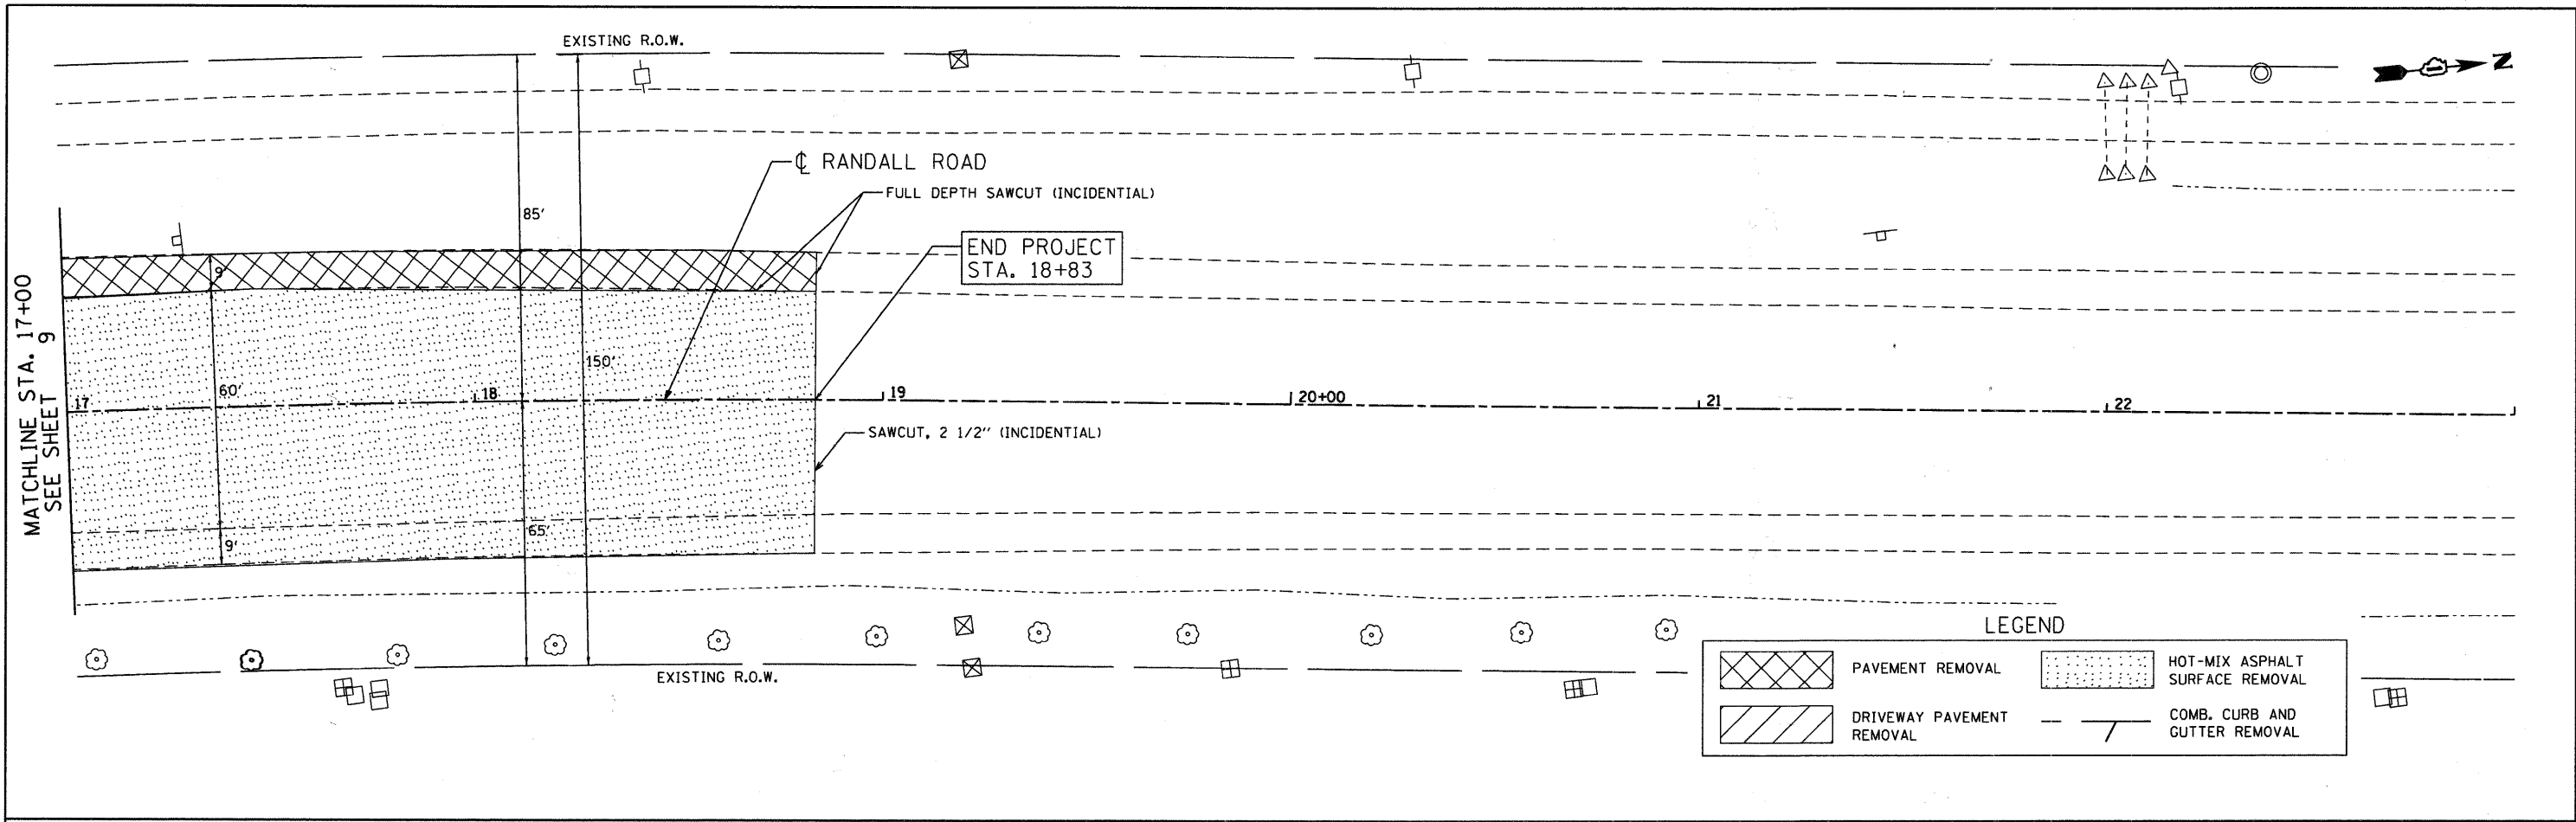 EXISTING R.O.W.
N
℄ RANDALL ROAD
FULL DEPTH SAWCUT (INCIDENTIAL)
85'
END PROJECT
STA. 18+83
9'
MATCHLINE STA. 17+00
SEE SHEET 9
150'
60'
17
18
19
20+00
21
22
SAWCUT, 2 1/2" (INCIDENTIAL)
65'
9'
EXISTING R.O.W.
LEGEND
PAVEMENT REMOVAL
HOT-MIX ASPHALT
SURFACE REMOVAL
DRIVEWAY PAVEMENT
REMOVAL
COMB. CURB AND
GUTTER REMOVAL